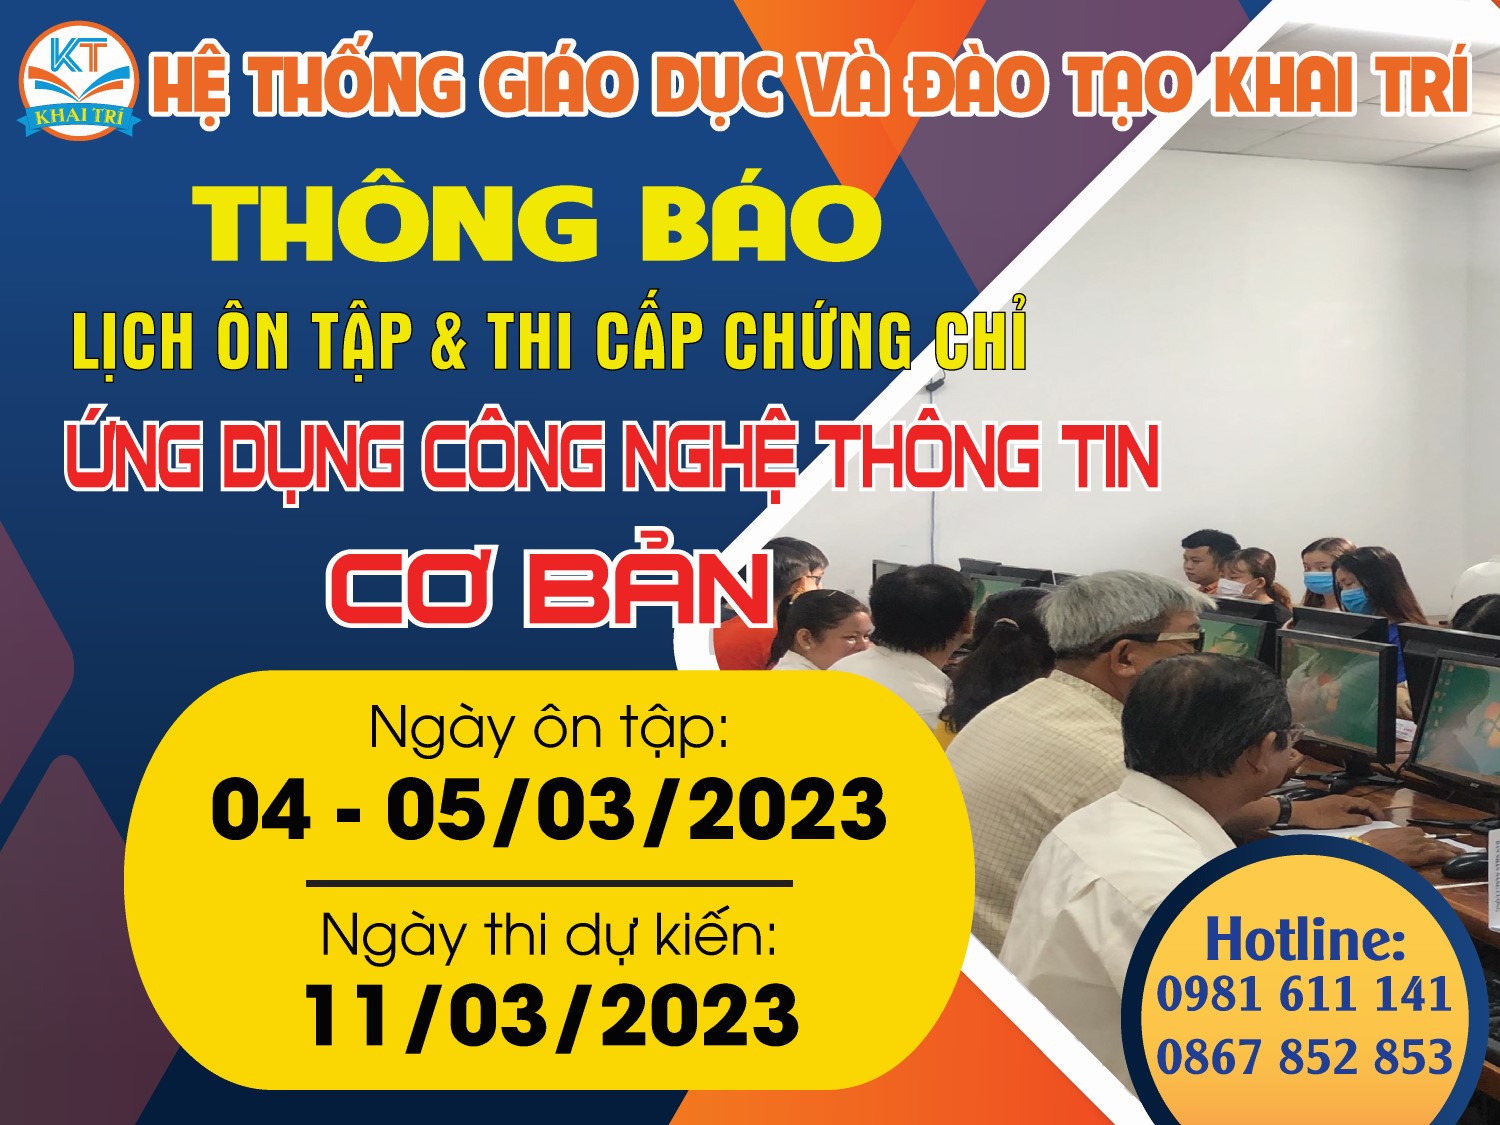 KT
KHAI TRÍ
HỆ THỐNG GIÁO DỤC VÀ ĐÀO TẠO KHAI TRÍ
THÔNG BÁO
LỊCH ÔN TẬP & THI CẤP CHỨNG CHỈ
ỨNG DỤNG CÔNG NGHỆ THÔNG TIN
CƠ BẢN
Ngày ôn tập:
04 - 05/03/2023
Ngày thi dự kiến:
11/03/2023
Hotline:
0981 611 141
0867 852 853